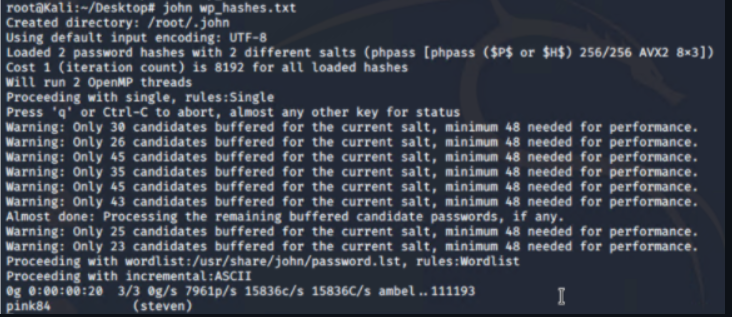 root@Kali:~/Desktop# john wp_hashes.txt
Created directory: /root/.john
Using default input encoding: UTF-8
Loaded 2 password hashes with 2 different salts (phpass [phpass ($P$ or $H$) 256/256 AVX2 8×3])
Cost 1 (iteration count) is 8192 for all loaded hashes
Will run 2 OpenMP threads
Proceeding with single, rules:Single
Press 'q' or Ctrl-C to abort, almost any other key for status
Warning: Only 30 candidates buffered for the current salt, minimum 48 needed for performance.
Warning: Only 26 candidates buffered for the current salt, minimum 48 needed for performance.
Warning: Only 45 candidates buffered for the current salt, minimum 48 needed for performance.
Warning: Only 35 candidates buffered for the current salt, minimum 48 needed for performance.
Warning: Only 45 candidates buffered for the current salt, minimum 48 needed for performance.
Warning: Only 43 candidates buffered for the current salt, minimum 48 needed for performance.
Almost done: Processing the remaining buffered candidate passwords, if any.
Warning: Only 25 candidates buffered for the current salt, minimum 48 needed for performance.
Warning: Only 23 candidates buffered for the current salt, minimum 48 needed for performance.
Proceeding with wordlist:/usr/share/john/password.lst, rules:Wordlist
Proceeding with incremental:ASCII
0g 0:00:00:20  3/3 0g/s 7961p/s 15836c/s 15836C/s ambel..111193
pink84           (steven)